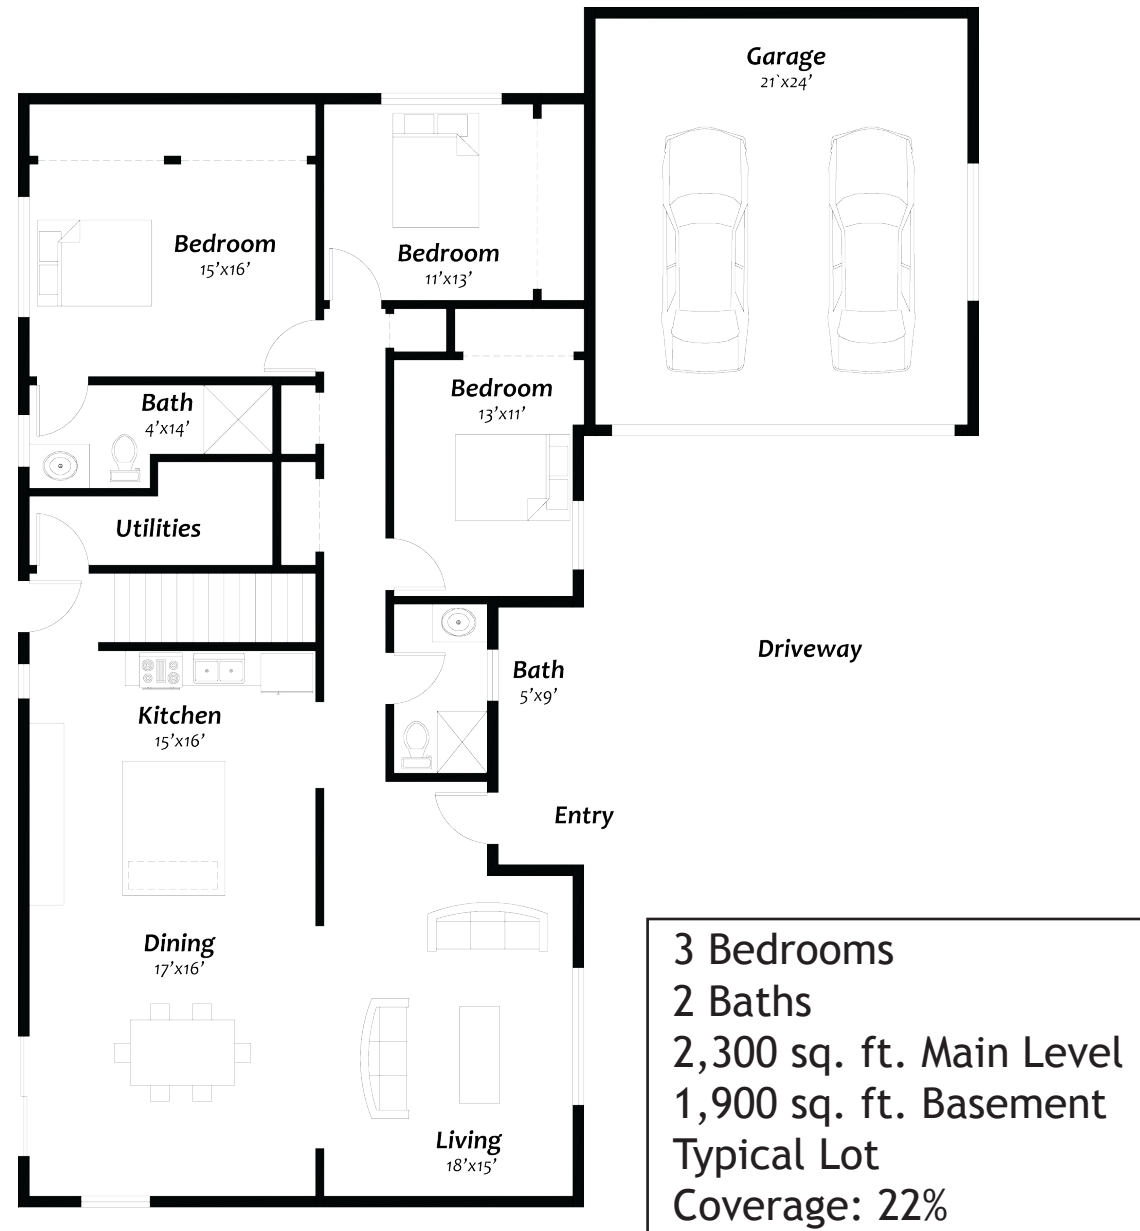 Garage
21`x24’
Bedroom
15’x16’
Bedroom
11’x13’
Bedroom
13’x11’
Bath
4’x14’
Utilities
Driveway
Bath
5’x9’
Kitchen
15’x16’
Entry
Dining
17’x16’
Living
18’x15’
3 Bedrooms
2 Baths
2,300 sq. ft. Main Level
1,900 sq. ft. Basement
Typical Lot
Coverage: 22%